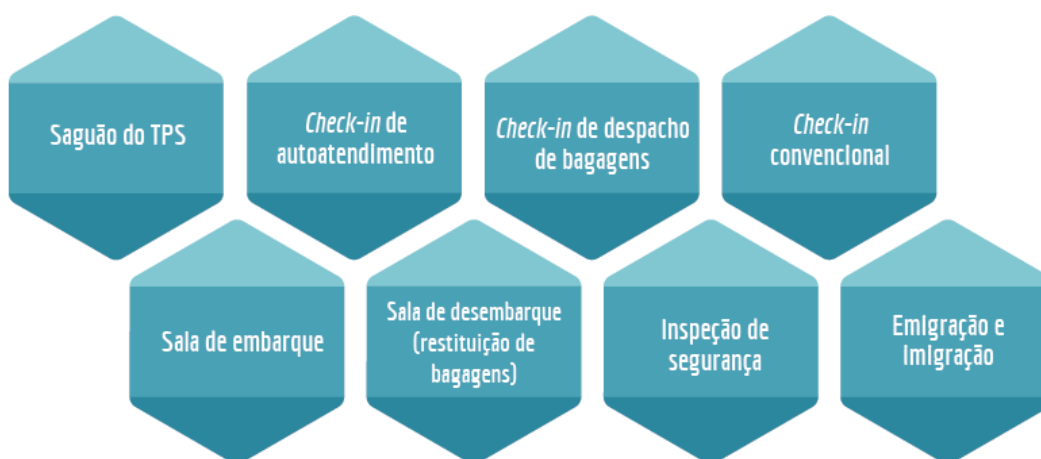 Saguão do TPS
Check-in de
autoatendimento
Check-in de despacho
de bagagens
Check-in
convencional
Sala de embarque
Sala de desembarque
(restituição de
bagagens)
Inspeção de
segurança
Emigração e
imigração